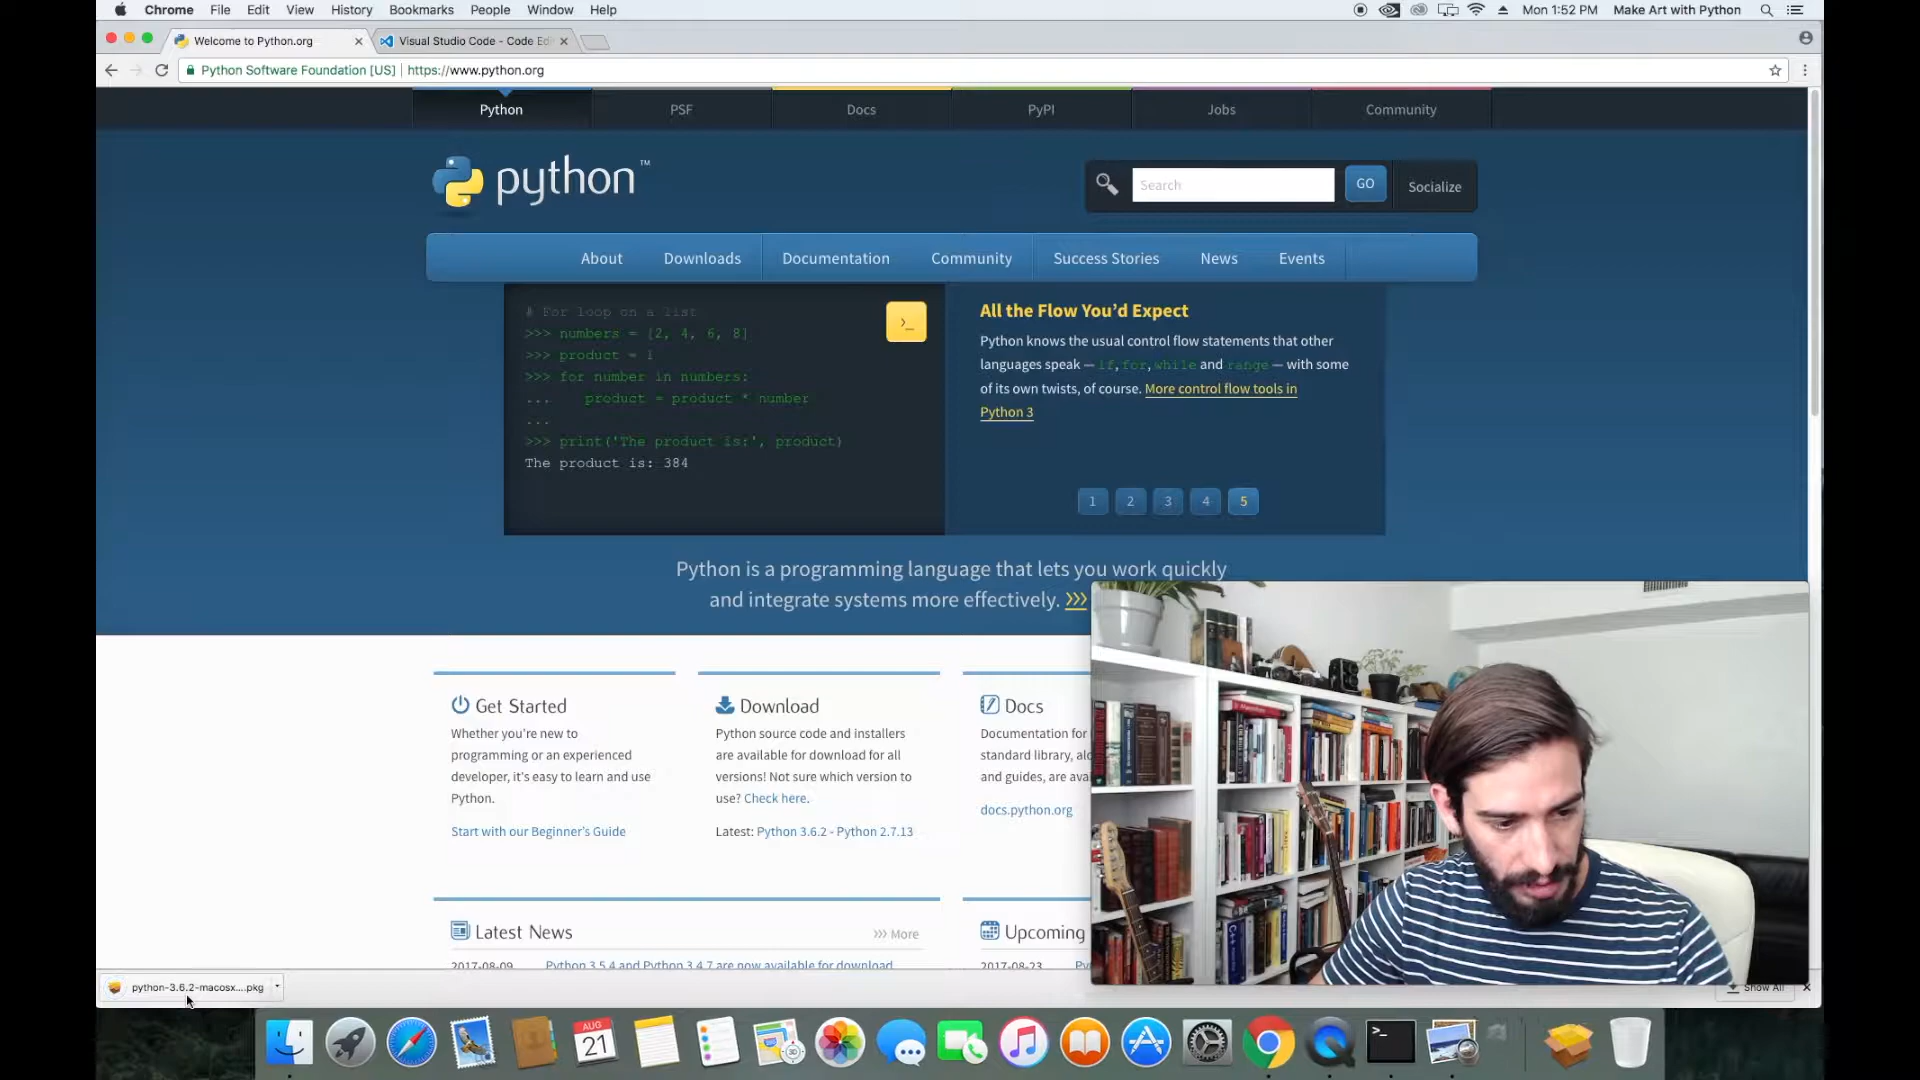 Chrome File Edit View History Bookmarks People Window Help
Mon 1:52 PM Make Art with Python
Welcome to Python.org
Visual Studio Code - Code Edi
Python Software Foundation [US] https://www.python.org
Python PSF Docs PyPI Jobs Community
python™
Search GO Socialize
About Downloads Documentation Community Success Stories News Events
# For loop on a list
>>> numbers = [2, 4, 6, 8]
>>> product = 1
>>> for number in numbers:
... product = product * number
...
>>> print('The product is:', product)
The product is: 384
>_
All the Flow You’d Expect
Python knows the usual control flow statements that other
languages speak — if, for, while and range — with some
of its own twists, of course. More control flow tools in
Python 3
1 2 3 4 5
Python is a programming language that lets you work quickly
and integrate systems more effectively. >>>
Get Started
Whether you're new to
programming or an experienced
developer, it's easy to learn and use
Python.
Start with our Beginner’s Guide
Download
Python source code and installers
are available for download for all
versions! Not sure which version to
use? Check here.
Latest: Python 3.6.2 - Python 2.7.13
Docs
Documentation for
standard library, alo
and guides, are avai
docs.python.org
Latest News
>>> More
2017-08-09 Python 3.5.4 and Python 3.4.7 are now available for download
Upcoming
2017-08-23 Py
python-3.6.2-macosx....pkg
Show All
AUG
21
>_